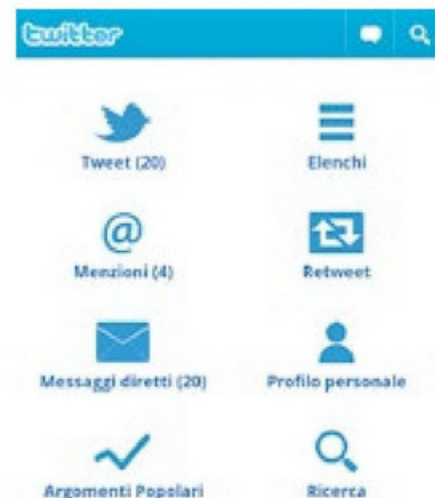 twitter
Tweet (20)
Elenchi
@
Menzioni (4)
Retweet
Messaggi diretti (20)
Profilo personale
Argomenti Popolari
Ricerca